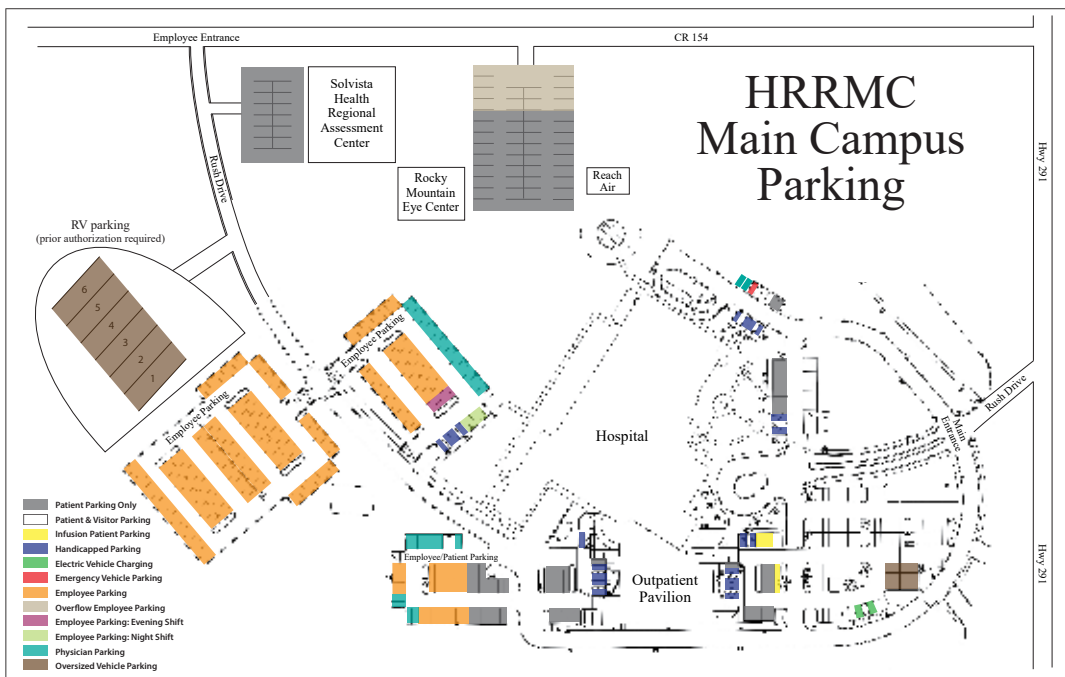 Employee Entrance
CR 154
HRRMC
Main Campus
Parking
Solvista
Health
Regional
Assessment
Center
Rocky
Mountain
Eye Center
Reach
Air
Hwy 291
Rush Drive
RV parking
(prior authorization required)
6
5
4
3
2
1
Employee Parking
Employee Parking
Hospital
Rush Drive
Main
Entrance
Employee/Patient Parking
Outpatient
Pavilion
Hwy 291
Patient Parking Only
Patient & Visitor Parking
Infusion Patient Parking
Handicapped Parking
Electric Vehicle Charging
Emergency Vehicle Parking
Employee Parking
Overflow Employee Parking
Employee Parking: Evening Shift
Employee Parking: Night Shift
Physician Parking
Oversized Vehicle Parking